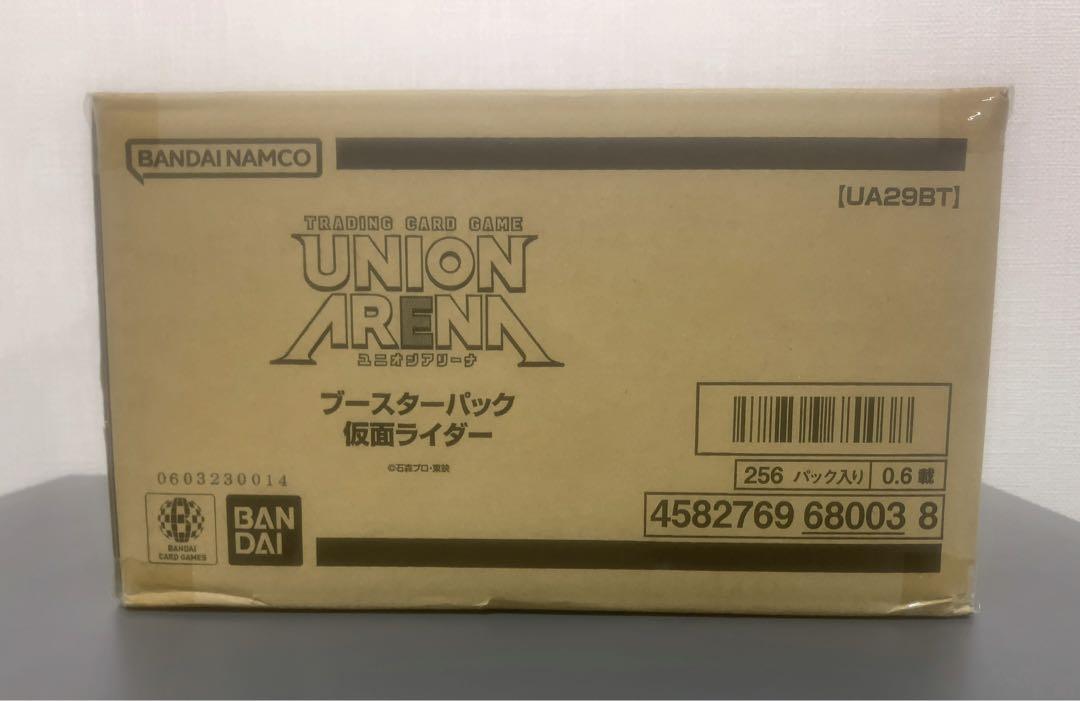 BANDAI NAMCO
【UA29BT】
TRADING CARD GAME
UNION
ARENA
ユニオンアリーナ
ブースターパック
仮面ライダー
©石森プロ・東映
256 パック入り 0.6 載
4582769 68003 8
0603230014
BANDAI
CARD GAMES
BAN
DAI